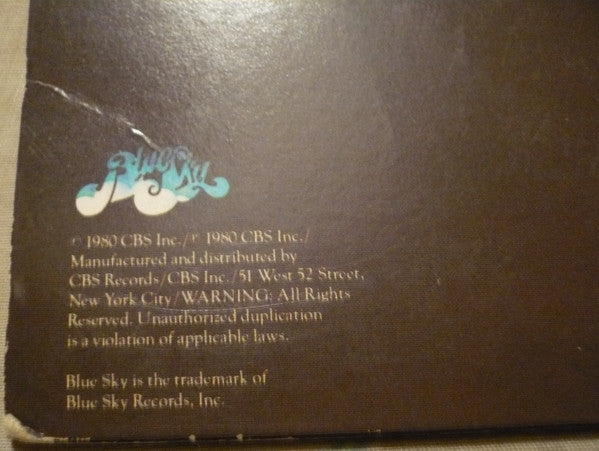 Blue Sky
© 1980 CBS Inc./℗ 1980 CBS Inc./
Manufactured and distributed by
CBS Records/CBS Inc./51 West 52 Street,
New York City/WARNING: All Rights
Reserved. Unauthorized duplication
is a violation of applicable laws.
Blue Sky is the trademark of
Blue Sky Records, Inc.